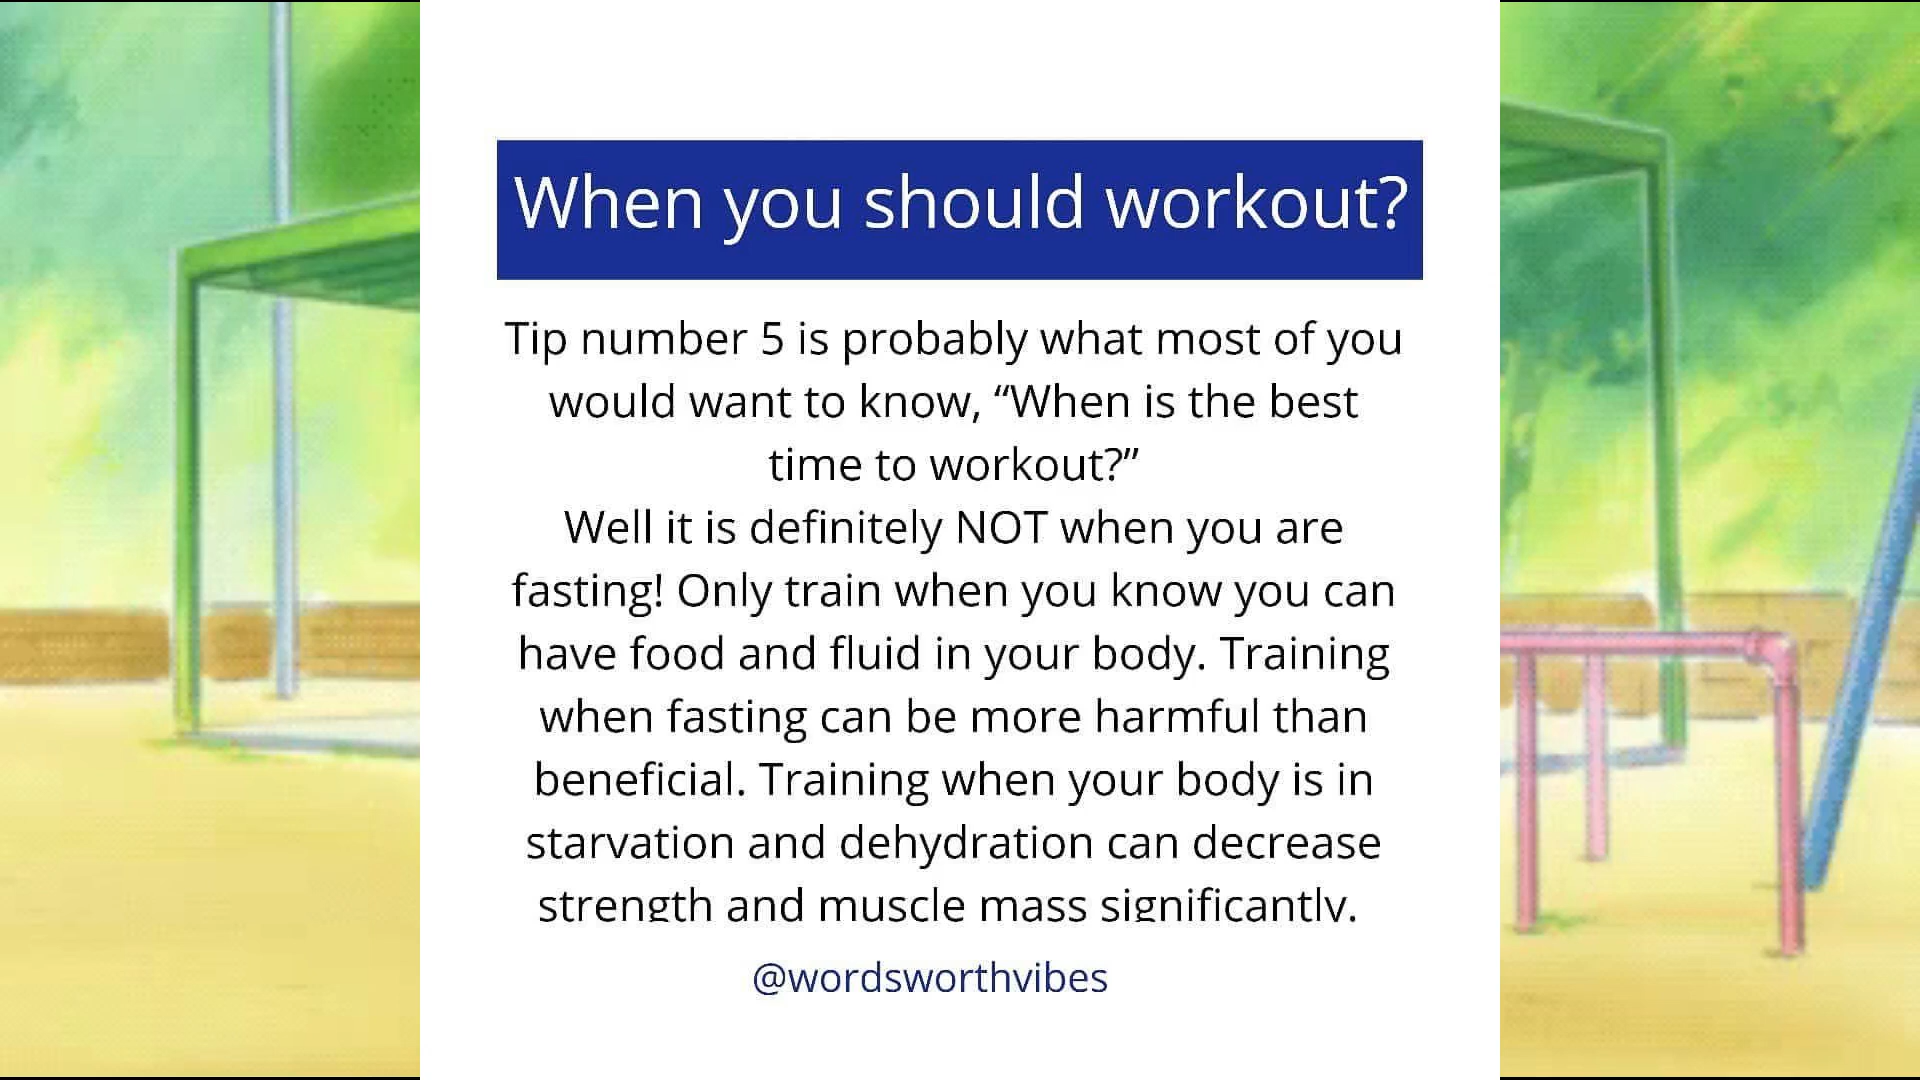 When you should workout?
Tip number 5 is probably what most of you
would want to know, “When is the best
time to workout?”
Well it is definitely NOT when you are
fasting! Only train when you know you can
have food and fluid in your body. Training
when fasting can be more harmful than
beneficial. Training when your body is in
starvation and dehydration can decrease
strength and muscle mass significantly.
@wordsworthvibes